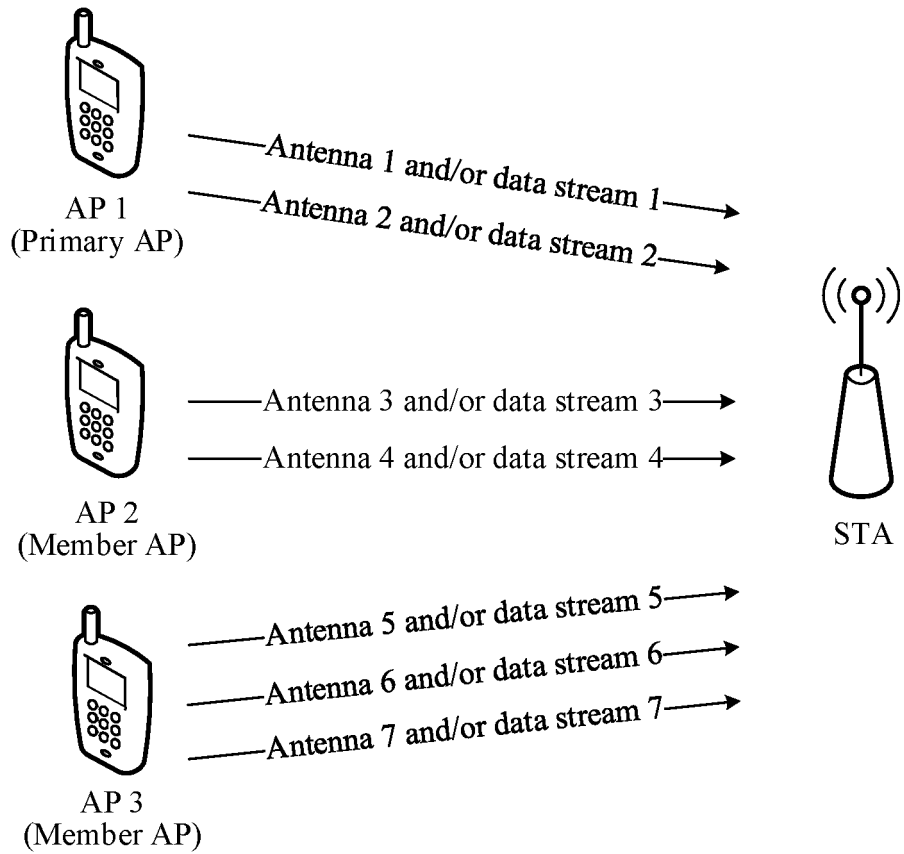 Antenna 1 and/or data stream 1
Antenna 2 and/or data stream 2
AP 1
(Primary AP)
Antenna 3 and/or data stream 3
Antenna 4 and/or data stream 4
AP 2
(Member AP)
STA
Antenna 5 and/or data stream 5
Antenna 6 and/or data stream 6
Antenna 7 and/or data stream 7
AP 3
(Member AP)